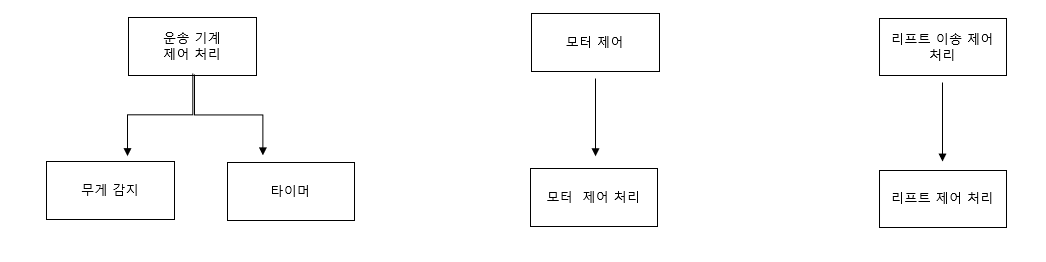 운송 기계
제어 처리
모터 제어
리프트 이송 제어
처리
무게 감지
타이머
모터 제어 처리
리프트 제어 처리